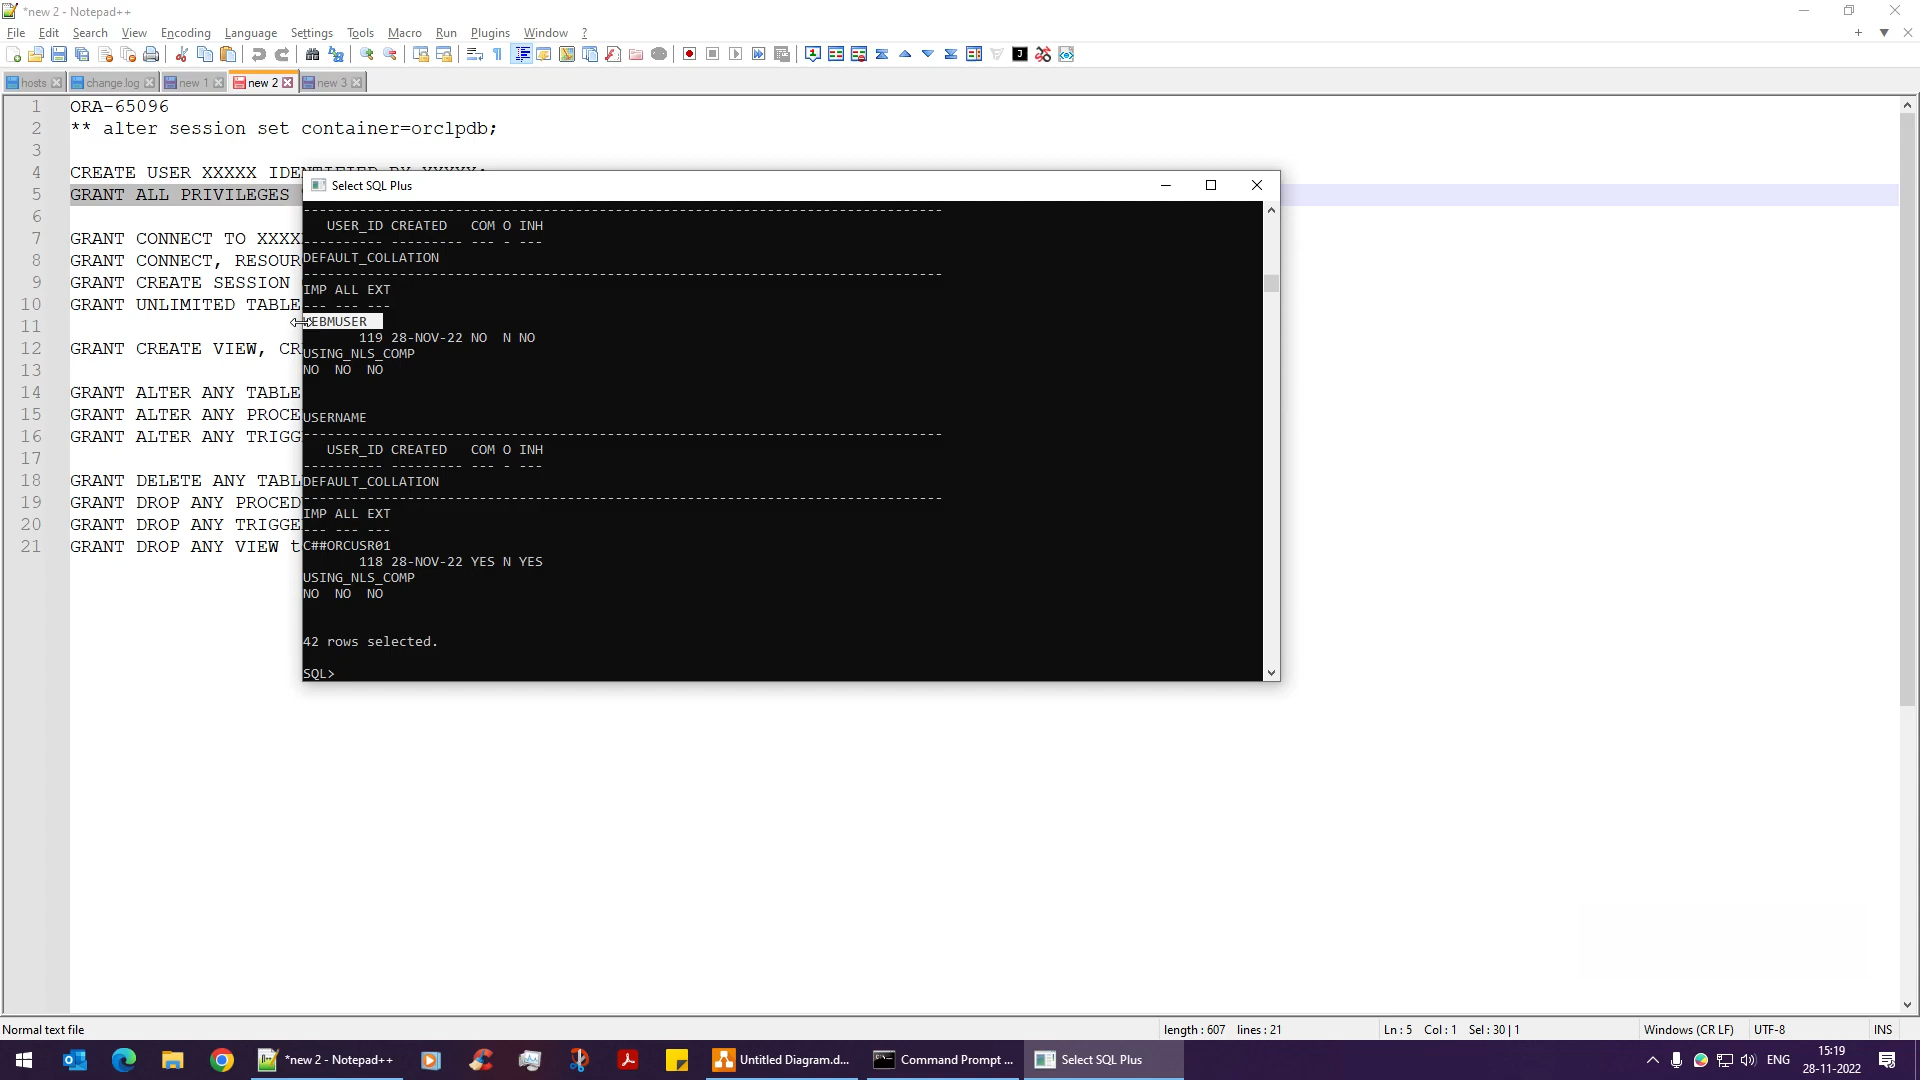 *new 2 - Notepad++
File Edit Search View Encoding Language Settings Tools Macro Run Plugins Window ?
hosts change.log new 1 new 2 new 3
1 ORA-65096
2 ** alter session set container=orclpdb;
3
4 CREATE USER XXXXX IDENTIFIED BY YYYYY;
5 GRANT ALL PRIVILEGES
6
7 GRANT CONNECT TO XXXX
8 GRANT CONNECT, RESOUR
9 GRANT CREATE SESSION
10 GRANT UNLIMITED TABLE
11
12 GRANT CREATE VIEW, CR
13
14 GRANT ALTER ANY TABLE
15 GRANT ALTER ANY PROCE
16 GRANT ALTER ANY TRIGG
17
18 GRANT DELETE ANY TABL
19 GRANT DROP ANY PROCED
20 GRANT DROP ANY TRIGGE
21 GRANT DROP ANY VIEW t
Select SQL Plus
--------------------------------------------------------------------------------
USER_ID CREATED COM O INH
---------- --------- --- - ---
DEFAULT_COLLATION
--------------------------------------------------------------------------------
IMP ALL EXT
--- --- ---
EBMUSER
119 28-NOV-22 NO N NO
USING_NLS_COMP
NO NO NO
USERNAME
--------------------------------------------------------------------------------
USER_ID CREATED COM O INH
---------- --------- --- - ---
DEFAULT_COLLATION
--------------------------------------------------------------------------------
IMP ALL EXT
--- --- ---
C##ORCUSR01
118 28-NOV-22 YES N YES
USING_NLS_COMP
NO NO NO
42 rows selected.
SQL>
Normal text file length : 607 lines : 21 Ln : 5 Col : 1 Sel : 30 | 1 Windows (CR LF) UTF-8 INS
*new 2 - Notepad++ Untitled Diagram.d... Command Prompt ... Select SQL Plus ENG 15:19
28-11-2022